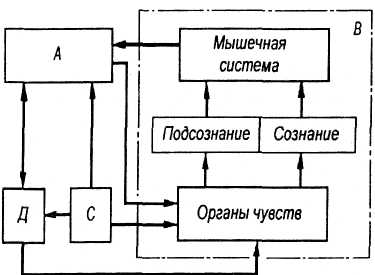 В
А
Мышечная
система
Подсознание
Сознание
Д
С
Органы чувств